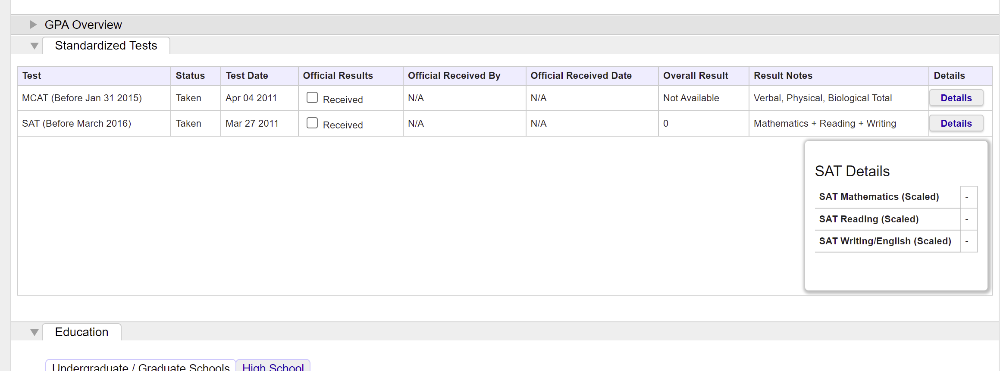 GPA Overview
Standardized Tests
Test Status Test Date Official Results Official Received By Official Received Date Overall Result Result Notes Details
MCAT (Before Jan 31 2015) Taken Apr 04 2011 Received N/A N/A Not Available Verbal, Physical, Biological Total Details
SAT (Before March 2016) Taken Mar 27 2011 Received N/A N/A 0 Mathematics + Reading + Writing Details
SAT Details
SAT Mathematics (Scaled) -
SAT Reading (Scaled) -
SAT Writing/English (Scaled) -
Education
Undergraduate / Graduate Schools High School